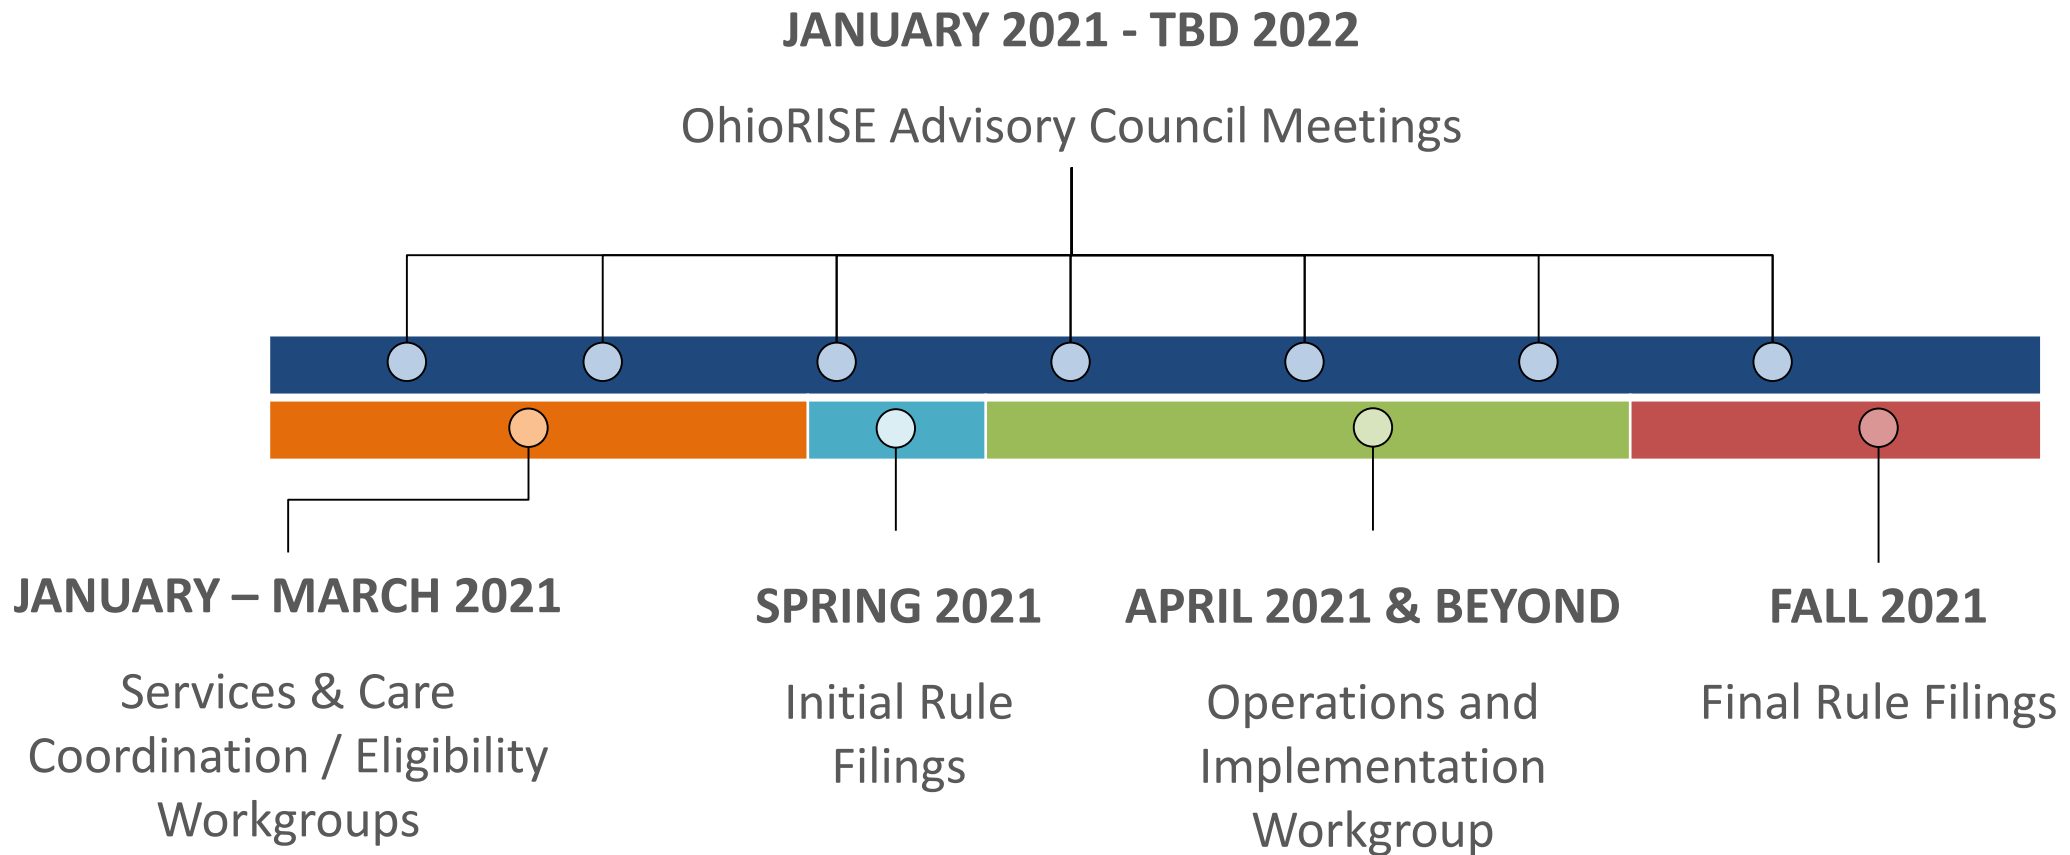 JANUARY 2021 - TBD 2022
OhioRISE Advisory Council Meetings
JANUARY – MARCH 2021
Services & Care
Coordination / Eligibility
Workgroups
SPRING 2021
Initial Rule
Filings
APRIL 2021 & BEYOND
Operations and
Implementation
Workgroup
FALL 2021
Final Rule Filings